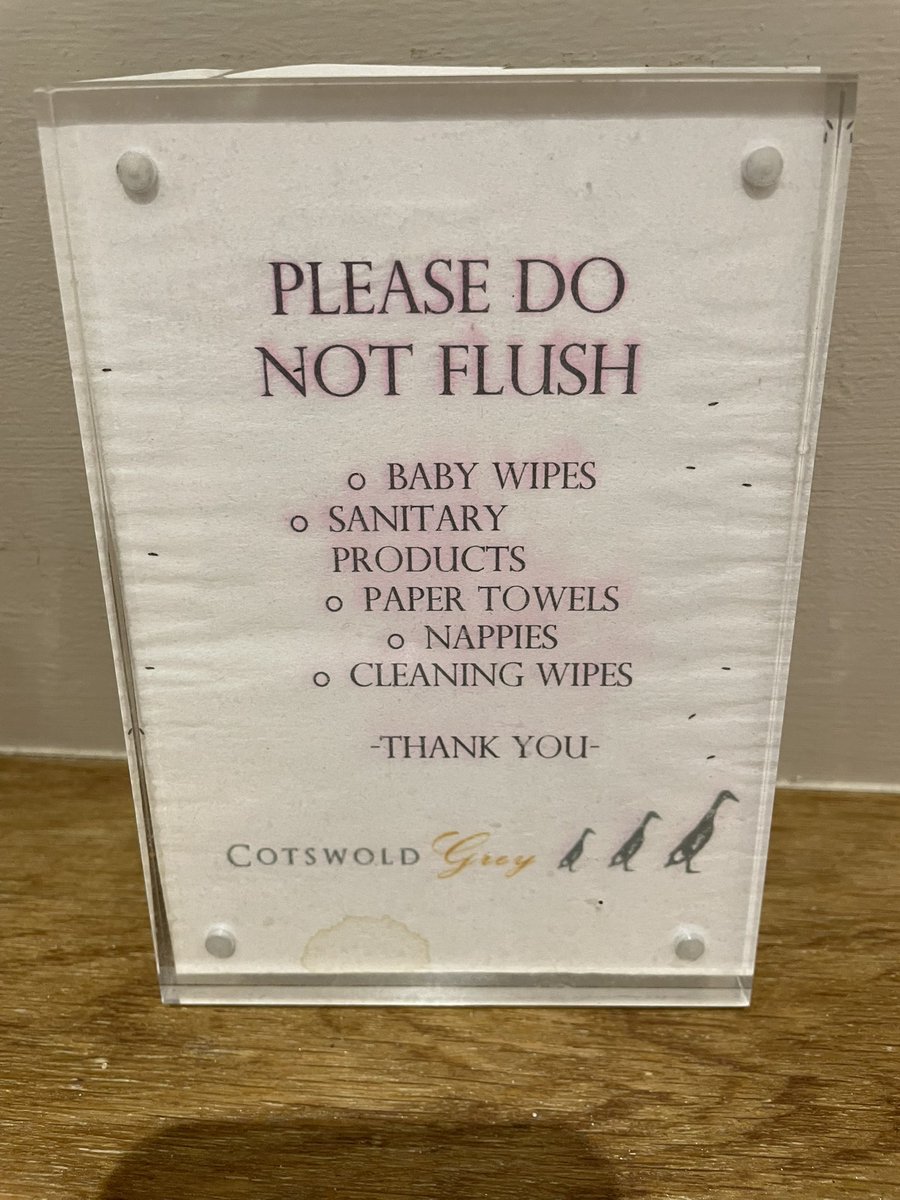 PLEASE DO
NOT FLUSH
o BABY WIPES
o SANITARY
PRODUCTS
o PAPER TOWELS
o NAPPIES
o CLEANING WIPES
-THANK YOU-
COTSWOLD Grey